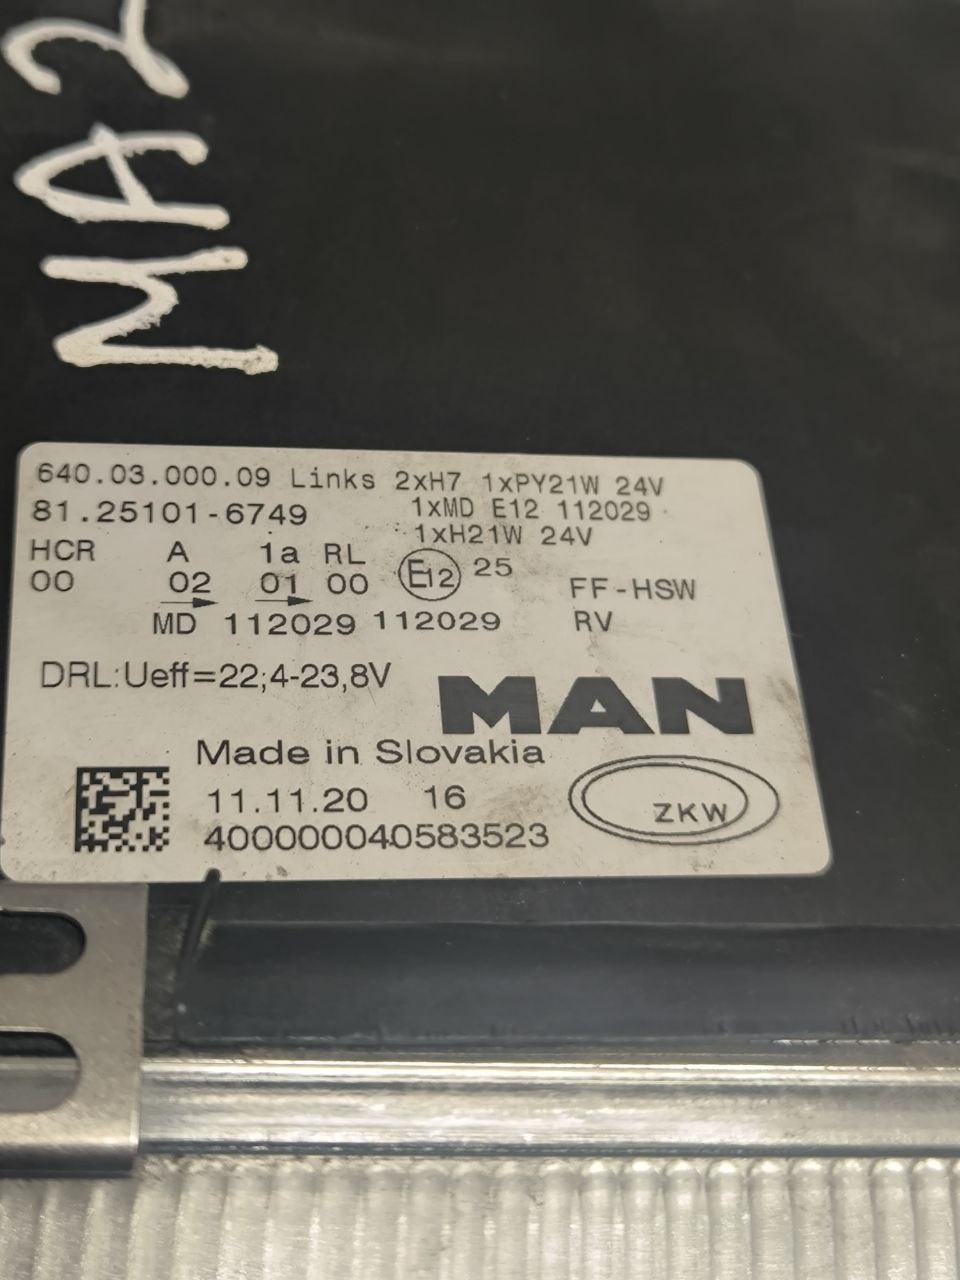 MA2
640.03.000.09 Links 2xH7 1xPY21W 24V
81.25101-6749 1xMD E12 112029
1xH21W 24V
HCR A 1a RL E12 25
00 02 01 00 FF-HSW
MD 112029 112029 RV
DRL:Ueff=22;4-23,8V
MAN
Made in Slovakia
11.11.20 16
400000040583523
ZKW